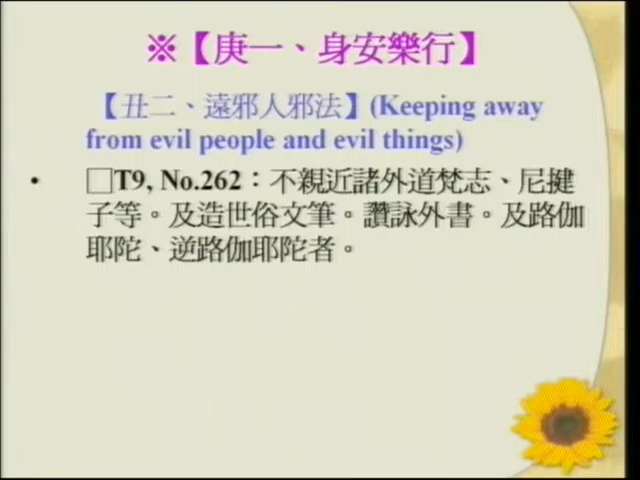 ※【庚一、身安樂行】
【丑二、遠邪人邪法】(Keeping away
from evil people and evil things)
• □T9, No.262：不親近諸外道梵志、尼揵
子等。及造世俗文筆。讚詠外書。及路伽
耶陀、逆路伽耶陀者。